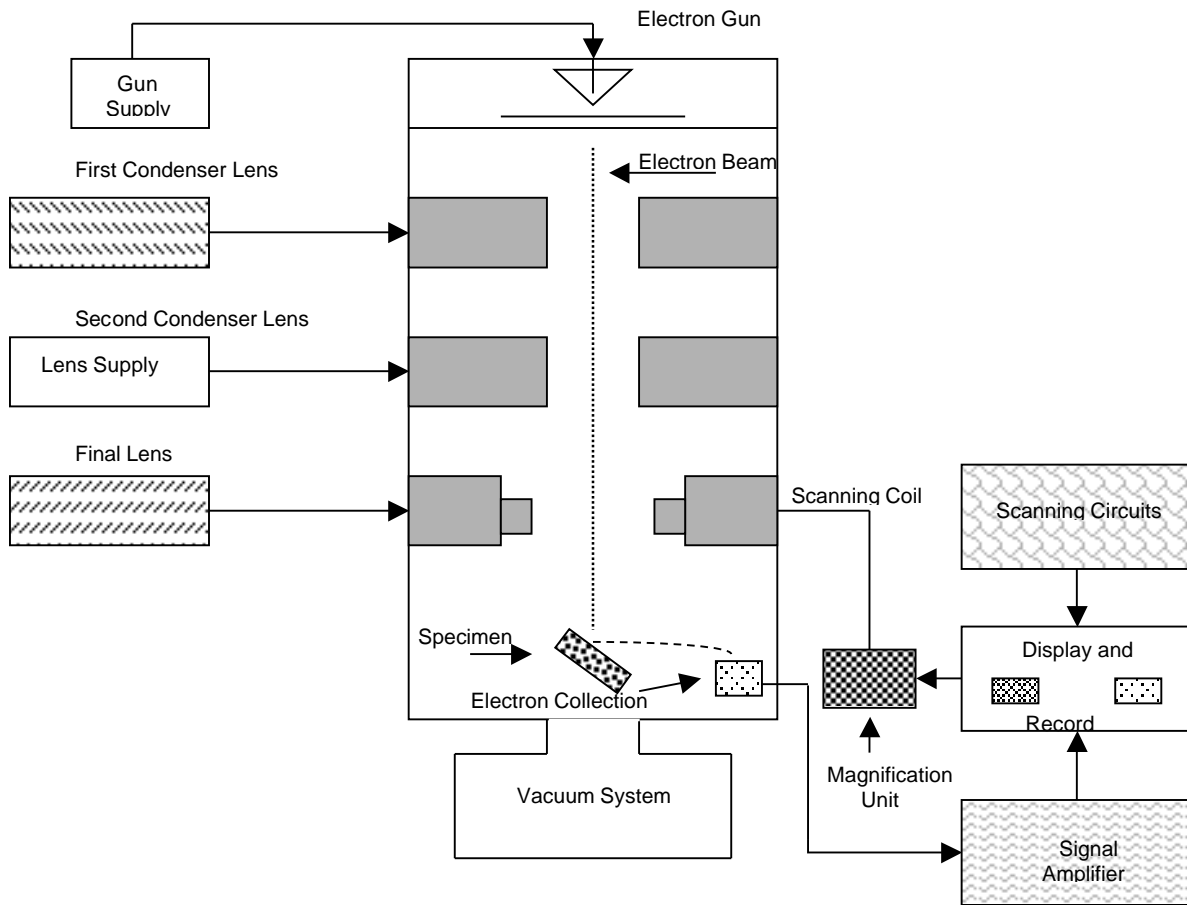 Electron Gun
Gun
Supply
First Condenser Lens
Electron Beam
Second Condenser Lens
Lens Supply
Final Lens
Scanning Coil
Scanning Circuits
Specimen
Electron Collection
Display and
Record
Magnification
Unit
Vacuum System
Signal
Amplifier